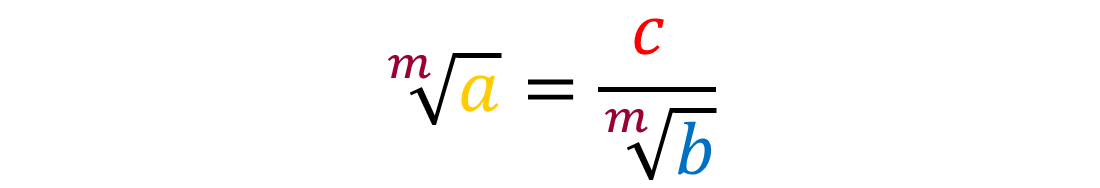 ᵐ√a = c / ᵐ√b